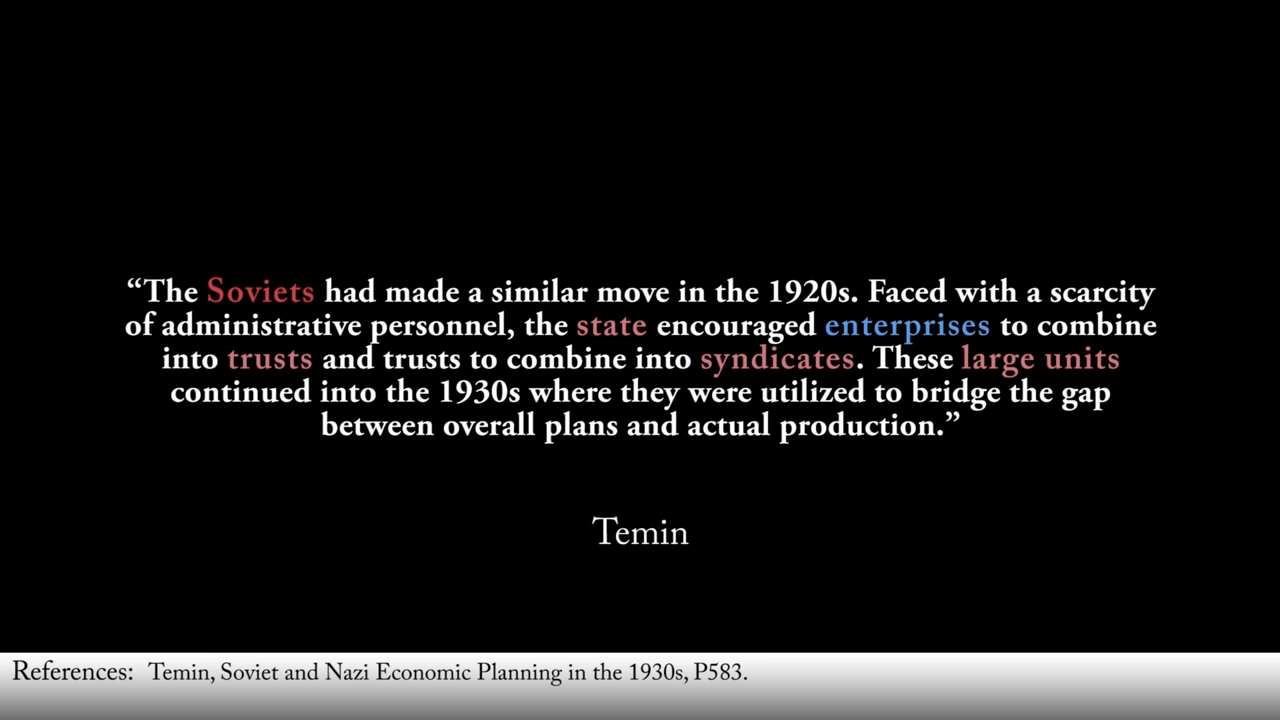 “The Soviets had made a similar move in the 1920s. Faced with a scarcity
of administrative personnel, the state encouraged enterprises to combine
into trusts and trusts to combine into syndicates. These large units
continued into the 1930s where they were utilized to bridge the gap
between overall plans and actual production.”
Temin
References: Temin, Soviet and Nazi Economic Planning in the 1930s, P583.